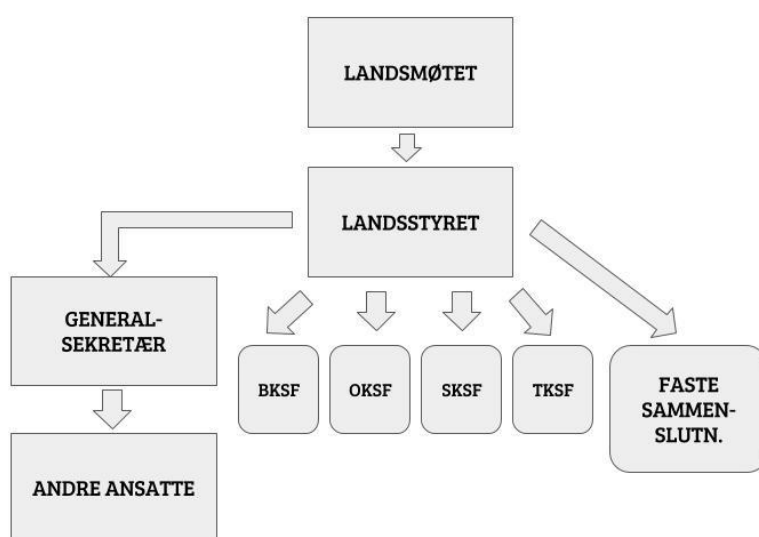 LANDSMØTET
LANDSSTYRET
GENERAL-
SEKRETÆR
BKSF
OKSF
SKSF
TKSF
FASTE
SAMMEN-
SLUTN.
ANDRE ANSATTE